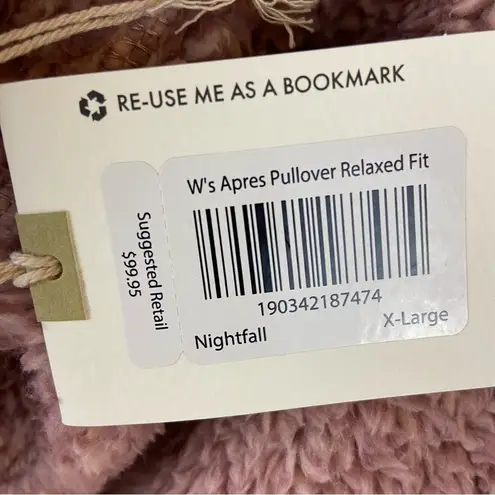 RE-USE ME AS A BOOKMARK
W's Apres Pullover Relaxed Fit
Suggested Retail
$99.95
190342187474
Nightfall
X-Large